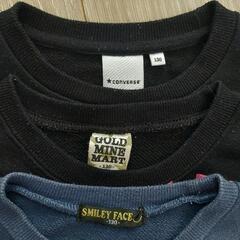 ★CONVERSE
130
GOLD
MINE
MART
-130-
SMILEY FACE
-130-